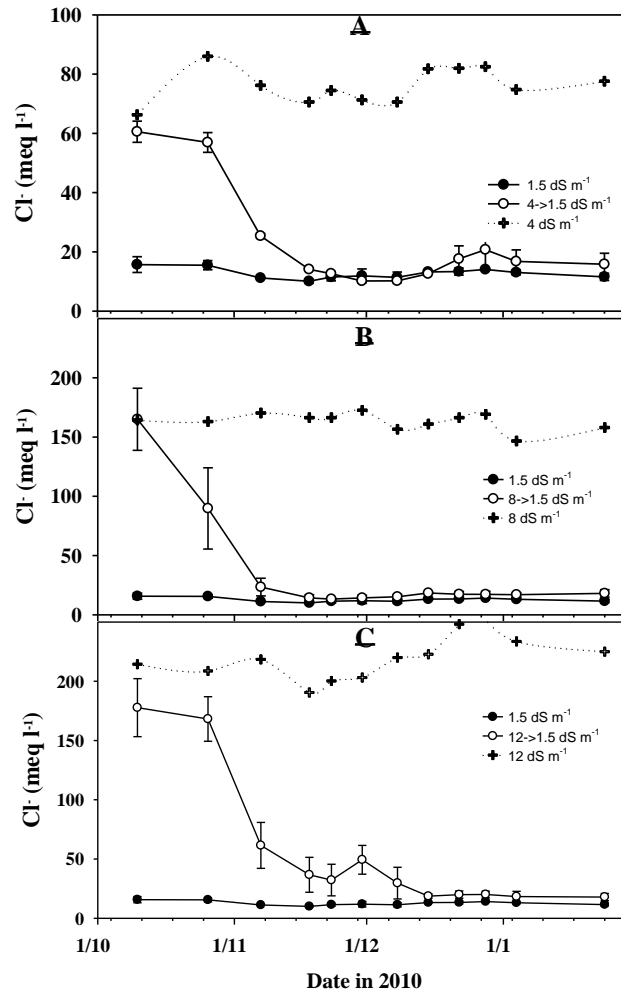 A
100
80
60
40
20
0
Cl- (meq l-1)
1.5 dS m-1
4->1.5 dS m-1
4 dS m-1
B
200
150
100
50
0
Cl- (meq l-1)
1.5 dS m-1
8->1.5 dS m-1
8 dS m-1
C
200
150
100
50
0
Cl- (meq l-1)
1.5 dS m-1
12->1.5 dS m-1
12 dS m-1
1/10 1/11 1/12 1/1
Date in 2010